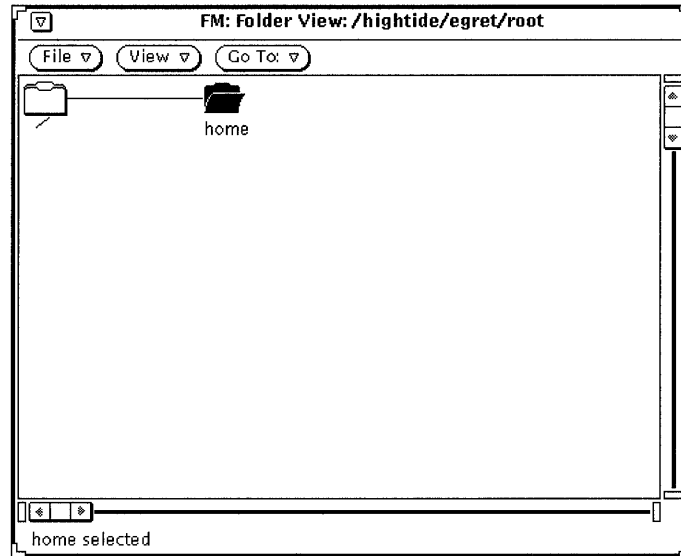 FM: Folder View: /hightide/egret/root
File View Go To:
/
home
home selected